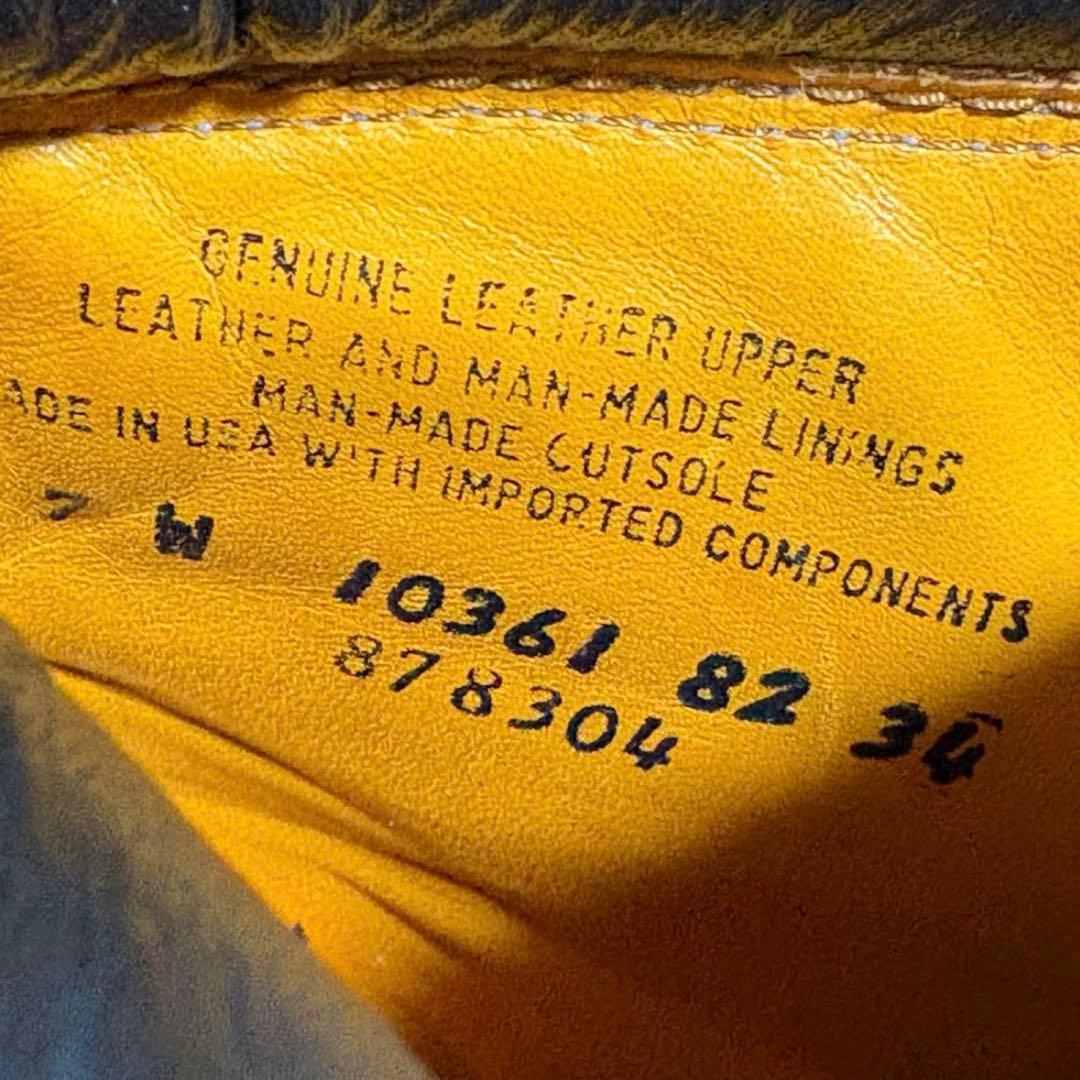 GENUINE LEATHER UPPER
LEATHER AND MAN-MADE LININGS
MAN-MADE CUTSOLE
ADE IN USA WITH IMPORTED COMPONENTS
7 W 10361 82 34
878304